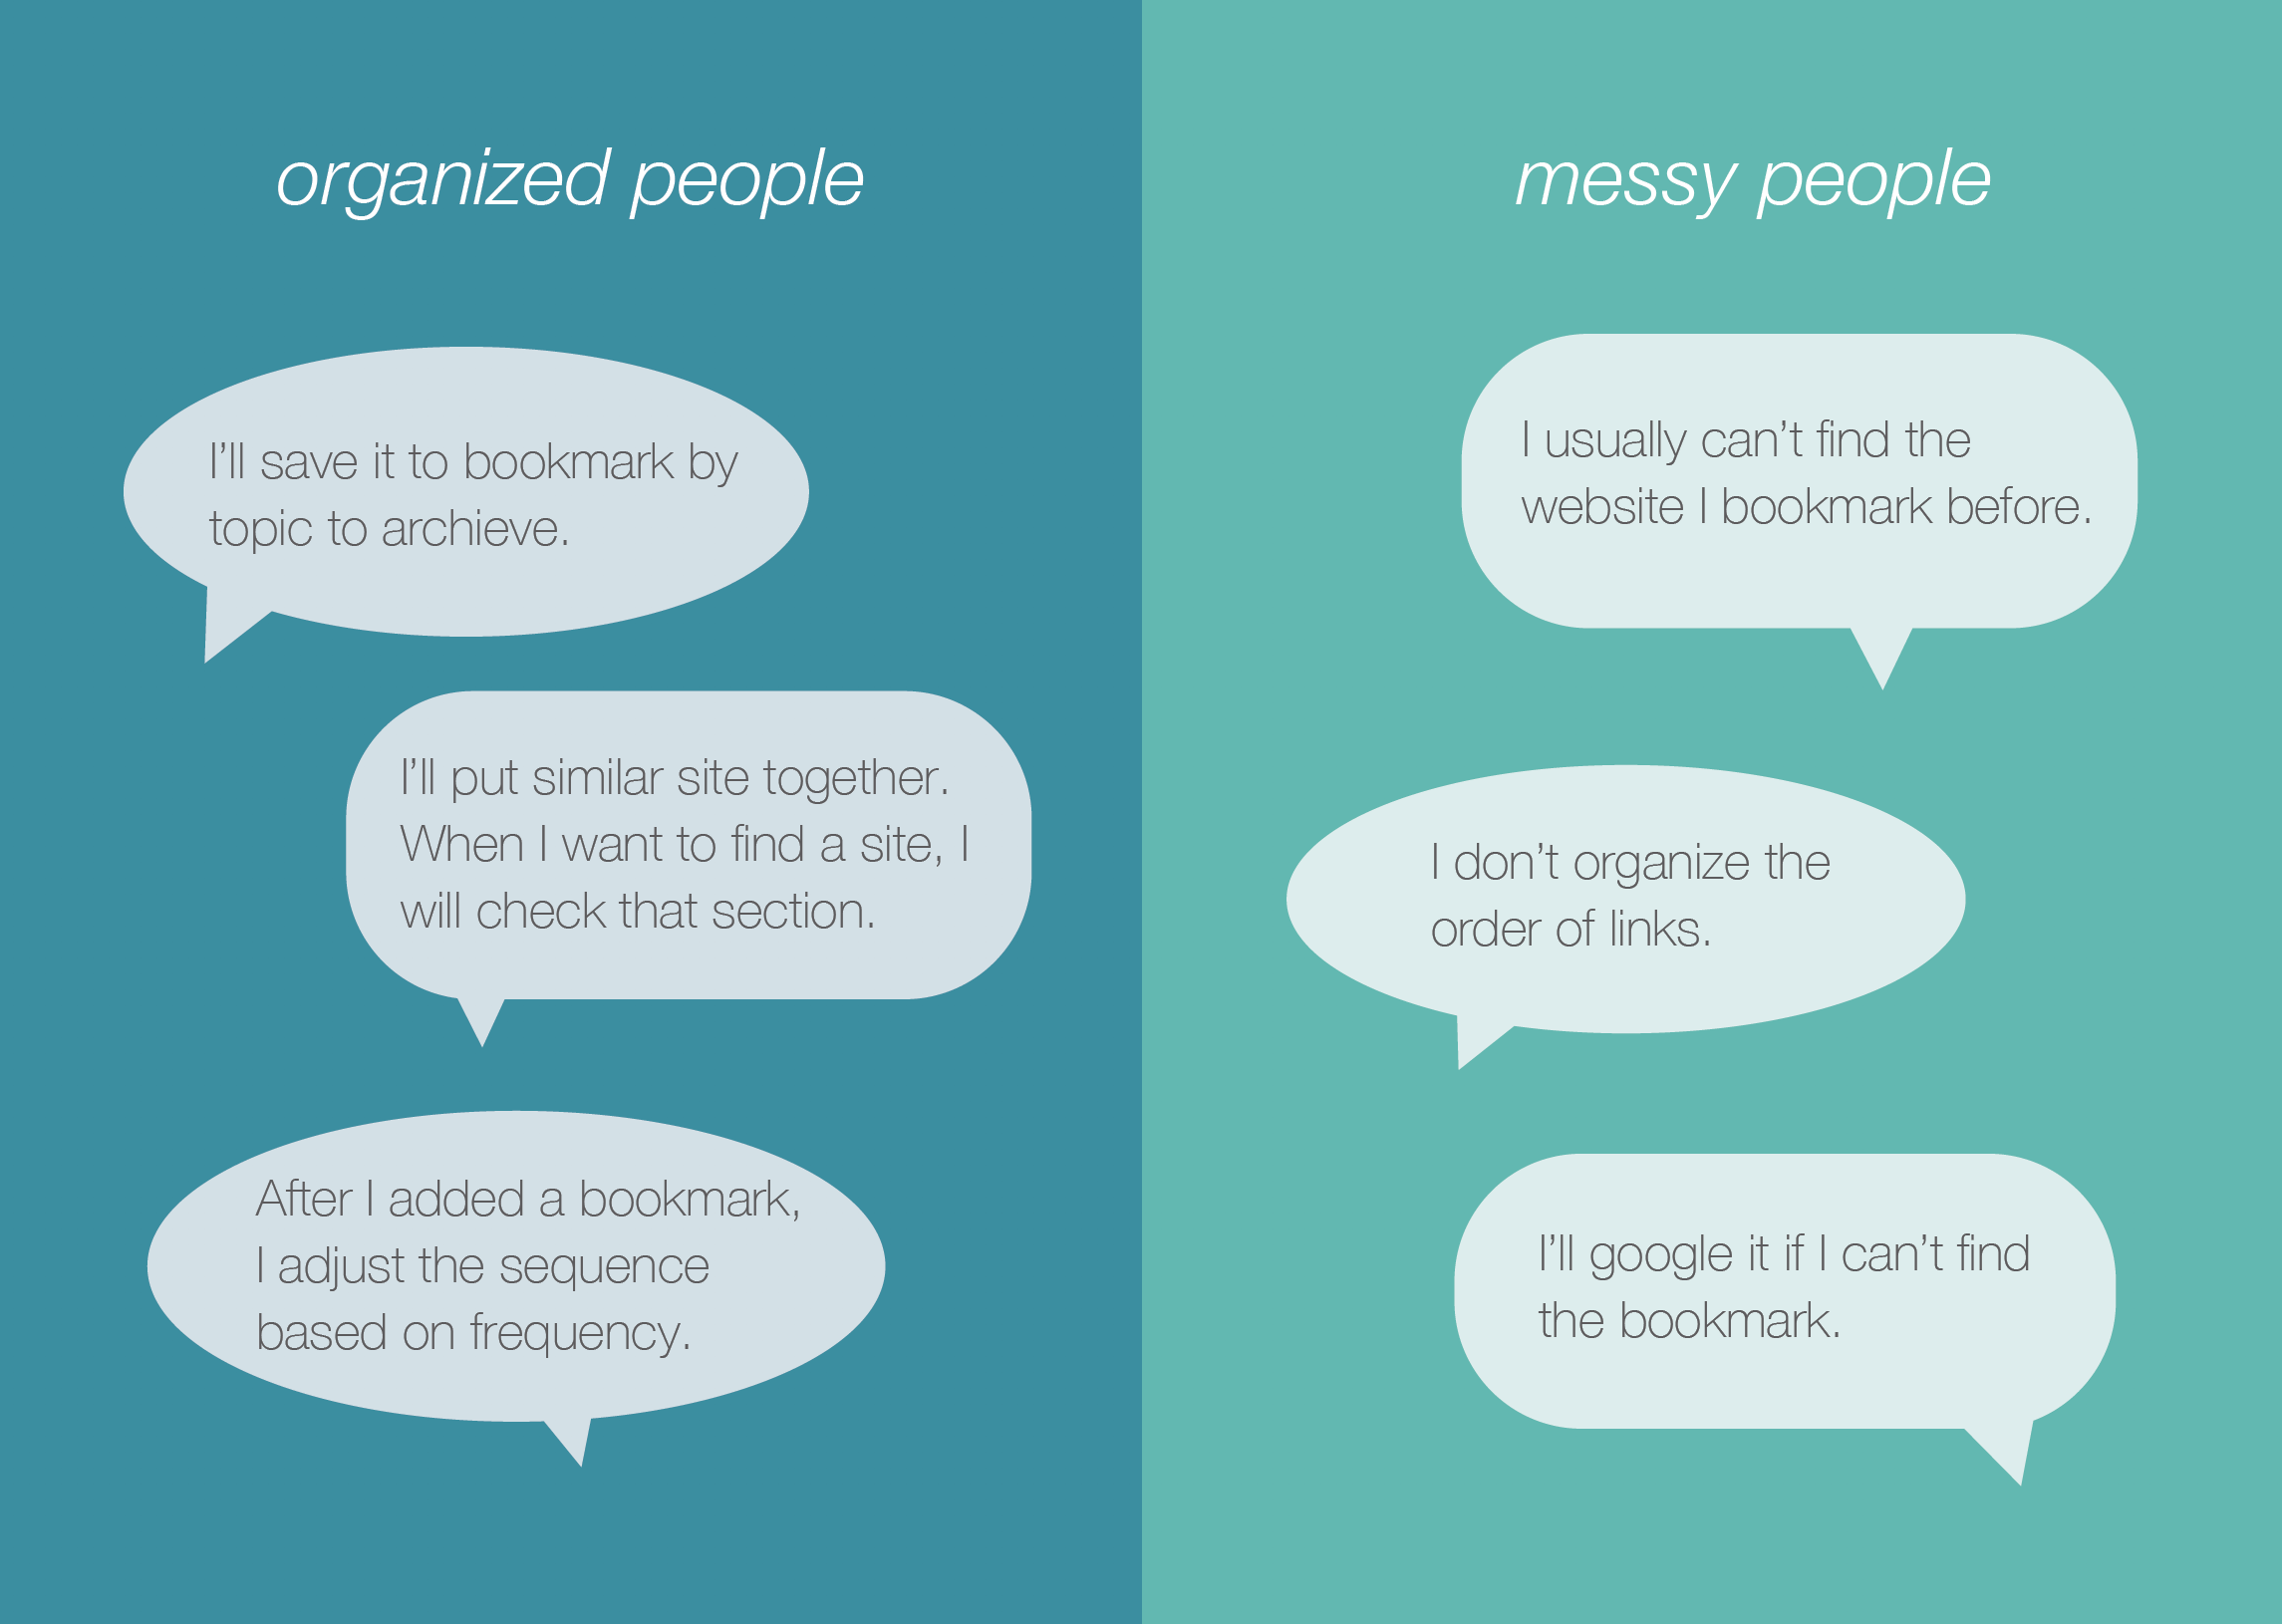 organized people
I’ll save it to bookmark by
topic to archieve.
I’ll put similar site together.
When I want to find a site, I
will check that section.
After I added a bookmark,
I adjust the sequence
based on frequency.
messy people
I usually can’t find the
website I bookmark before.
I don’t organize the
order of links.
I’ll google it if I can’t find
the bookmark.